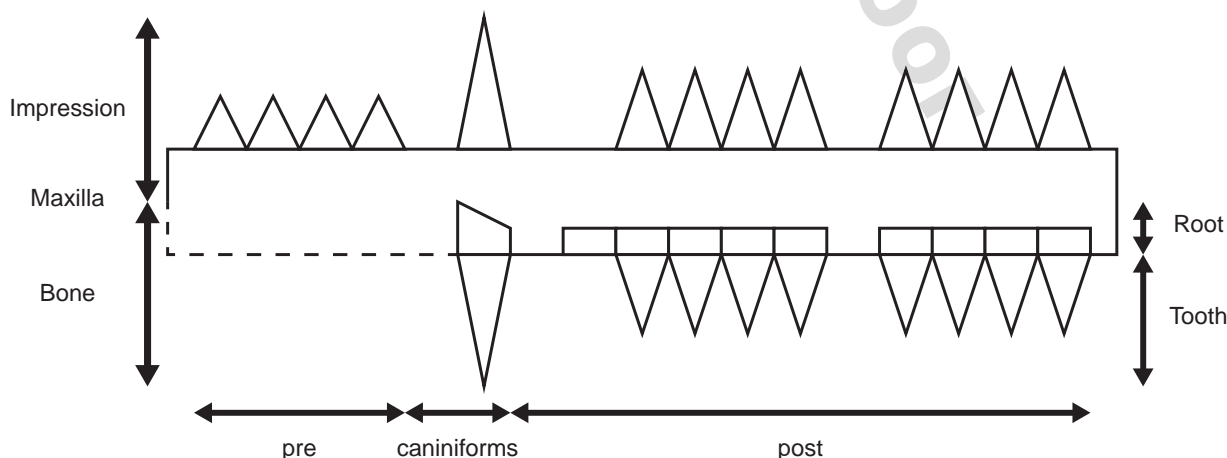 Impression
Maxilla
Bone
Root
Tooth
pre
caniniforms
post